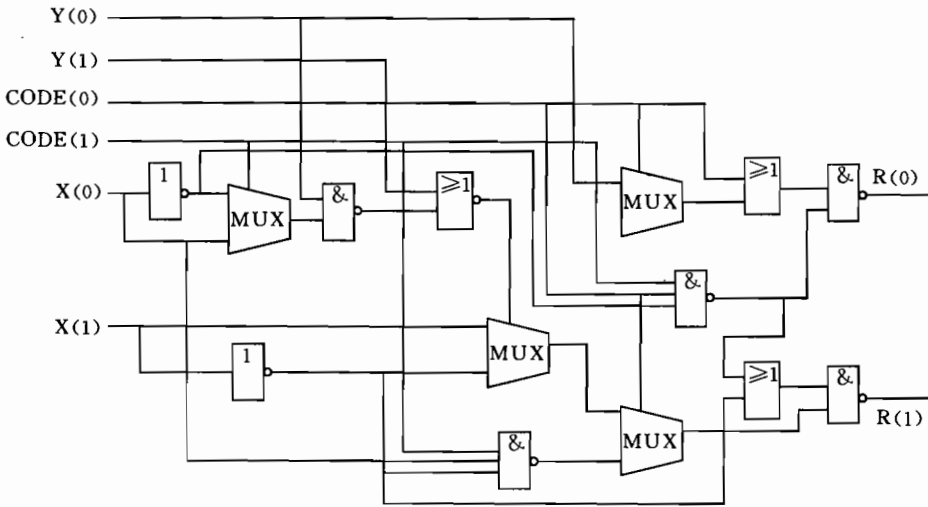 Y(0)
Y(1)
CODE(0)
CODE(1)
X(0)
1
MUX
&
⩾1
MUX
⩾1
&
R(0)
&
X(1)
1
MUX
⩾1
&
R(1)
MUX
&